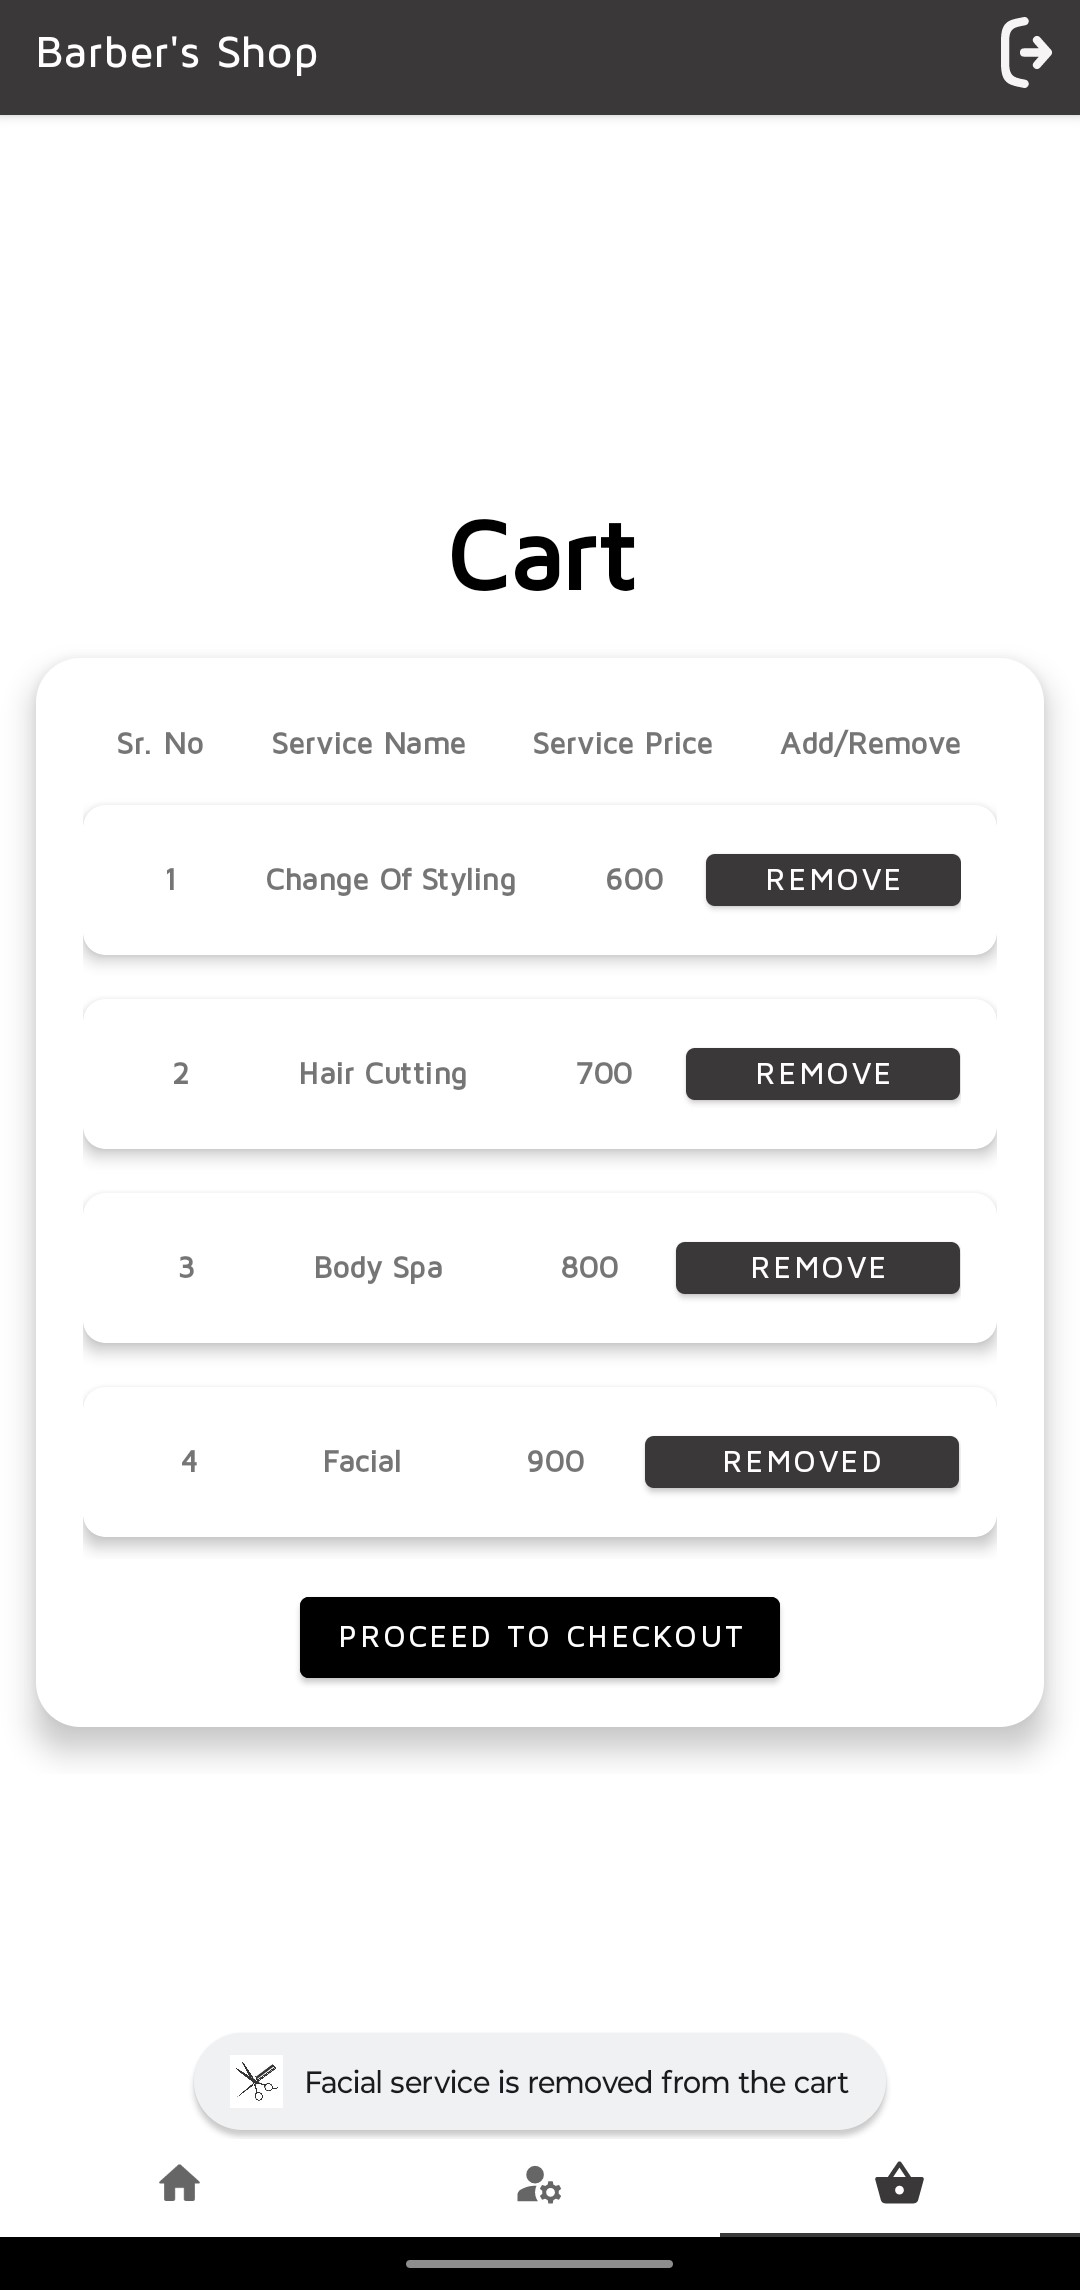 Barber's Shop
Cart
Sr. No Service Name Service Price Add/Remove
1 Change Of Styling 600 REMOVE
2 Hair Cutting 700 REMOVE
3 Body Spa 800 REMOVE
4 Facial 900 REMOVED
PROCEED TO CHECKOUT
Facial service is removed from the cart